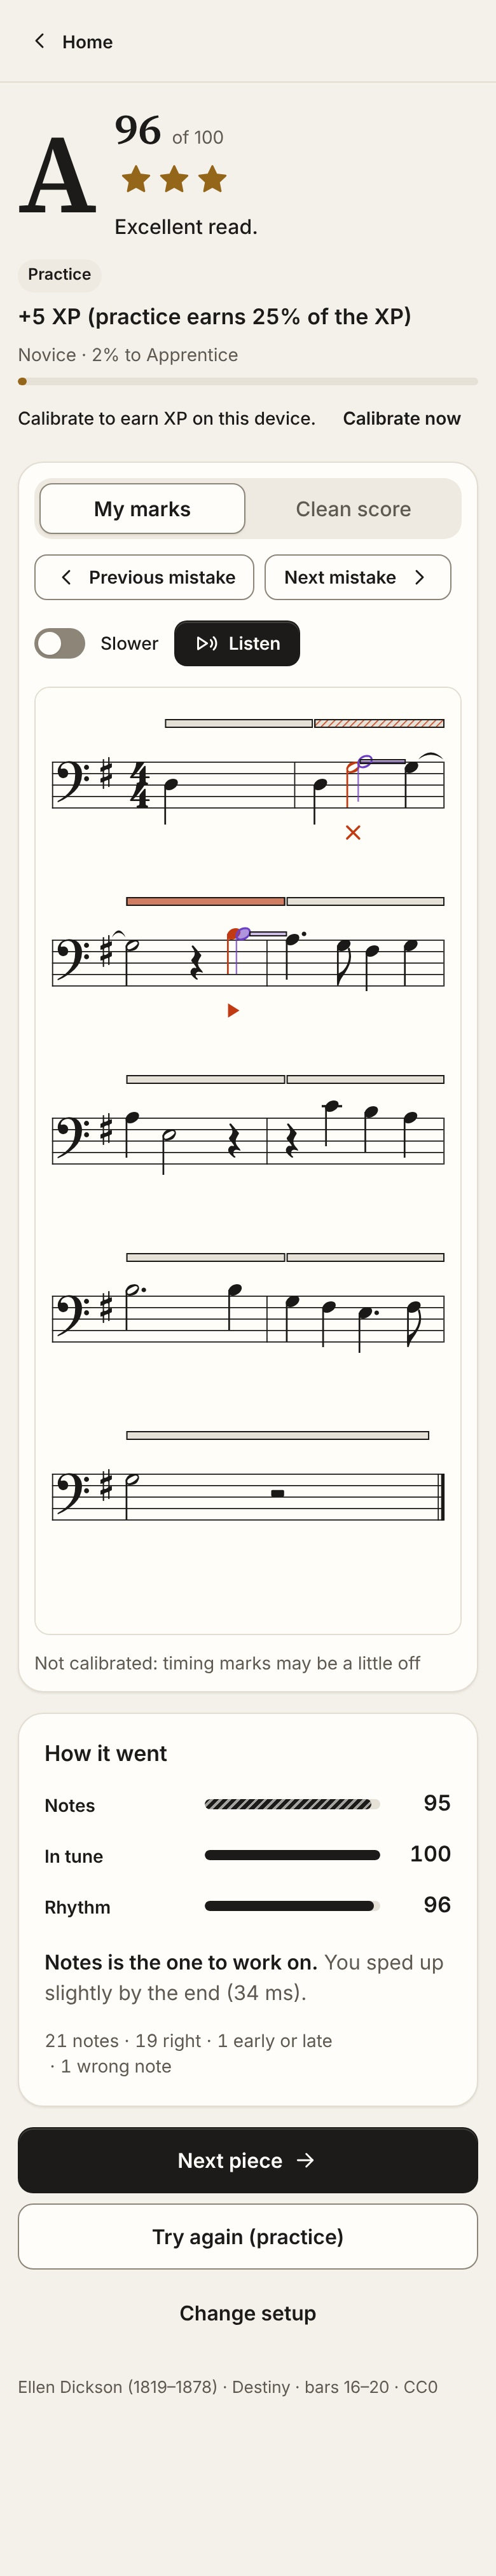 Home
A
96 of 100
Excellent read.
Practice
+5 XP (practice earns 25% of the XP)
Novice · 2% to Apprentice
Calibrate to earn XP on this device. Calibrate now
My marks Clean score
Previous mistake Next mistake
Slower Listen
4
4
Not calibrated: timing marks may be a little off
How it went
Notes 95
In tune 100
Rhythm 96
Notes is the one to work on. You sped up
slightly by the end (34 ms).
21 notes · 19 right · 1 early or late
· 1 wrong note
Next piece
Try again (practice)
Change setup
Ellen Dickson (1819–1878) · Destiny · bars 16–20 · CC0